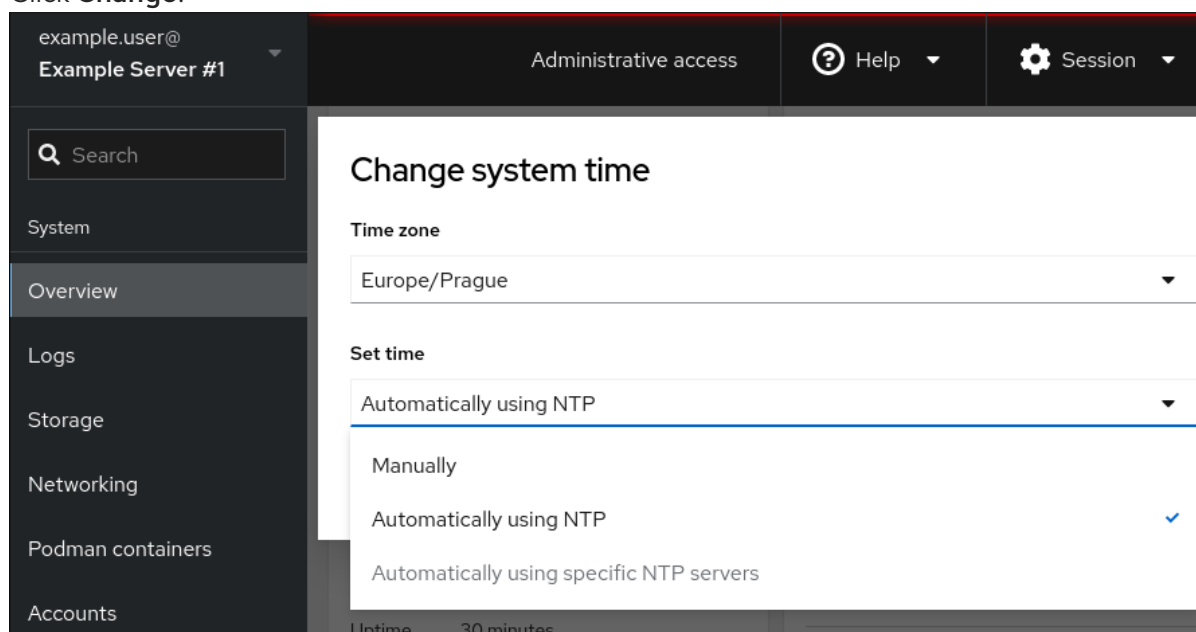 Click Change.
example.user@
Example Server #1
Administrative access
Help
Session
Search
System
Overview
Logs
Storage
Networking
Podman containers
Accounts
Change system time
Time zone
Europe/Prague
Set time
Automatically using NTP
Manually
Automatically using NTP
Automatically using specific NTP servers
Uptime 30 minutes